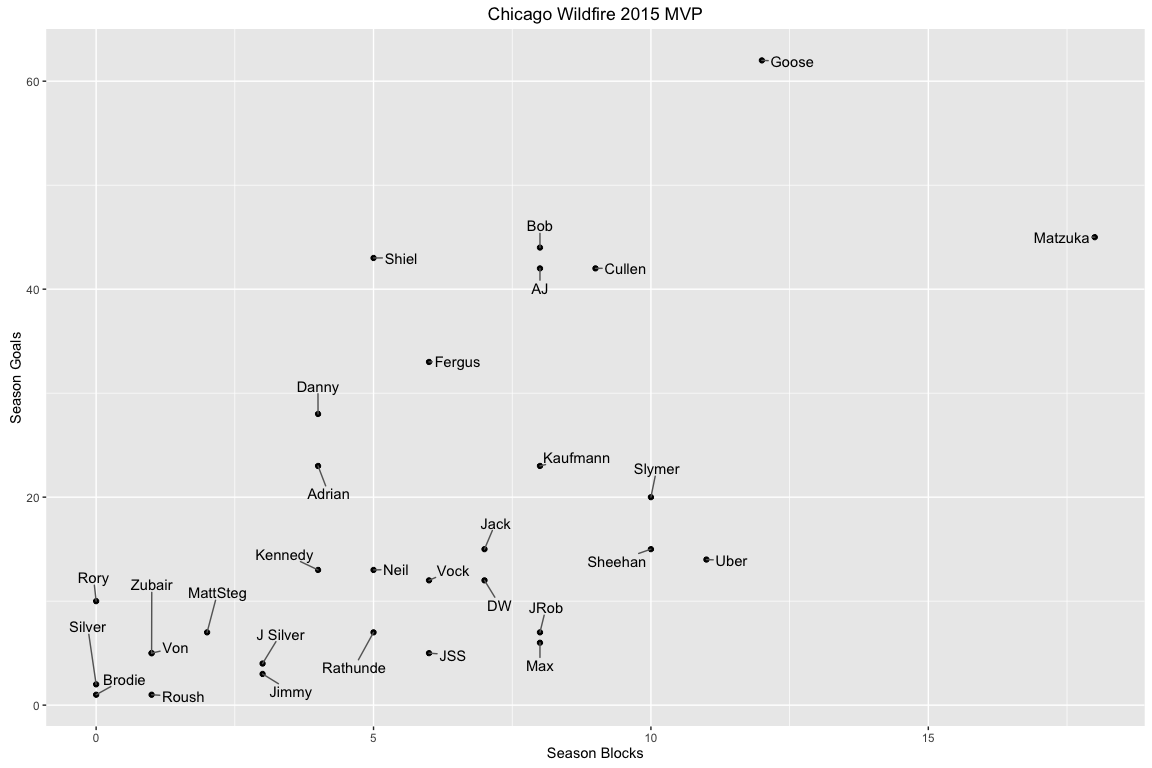 Chicago Wildfire 2015 MVP
Goose
60
Bob
Matzuka
Shiel
Cullen
AJ
40
Fergus
Danny
Kaufmann
Slymer
Adrian
20
Jack
Kennedy
Sheehan
Uber
Neil
Vock
Rory
Zubair
MattSteg
DW
JRob
Silver
J Silver
Von
JSS
Max
Rathunde
Brodie
Jimmy
Roush
0
Season Goals
0 5 10 15
Season Blocks